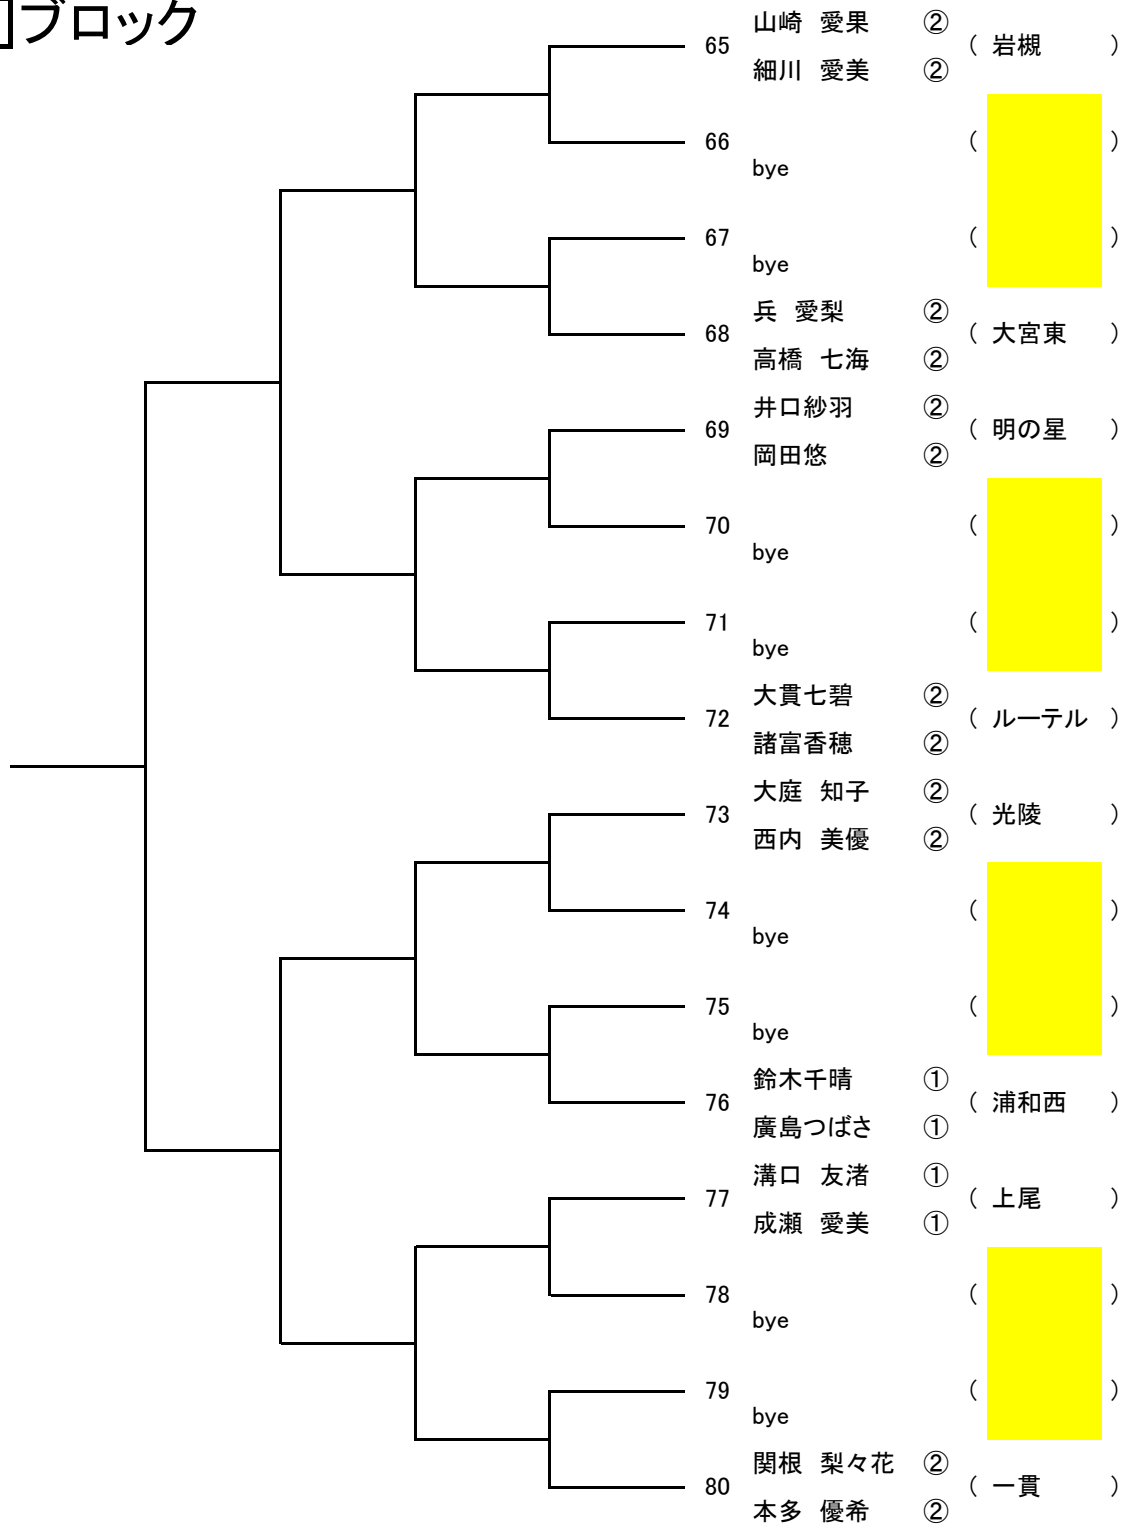 ブロック
山崎 愛果 ②
65 ( 岩槻 )
細川 愛美 ②
66 ( )
bye
67 ( )
bye
兵 愛梨 ②
68 ( 大宮東 )
高橋 七海 ②
井口紗羽 ②
69 ( 明の星 )
岡田悠 ②
70 ( )
bye
71 ( )
bye
大貫七碧 ②
72 ( ルーテル )
諸富香穂 ②
大庭 知子 ②
73 ( 光陵 )
西内 美優 ②
74 ( )
bye
75 ( )
bye
鈴木千晴 ①
76 ( 浦和西 )
廣島つばさ ①
溝口 友渚 ①
77 ( 上尾 )
成瀬 愛美 ①
78 ( )
bye
79 ( )
bye
関根 梨々花 ②
80 ( 一貫 )
本多 優希 ②